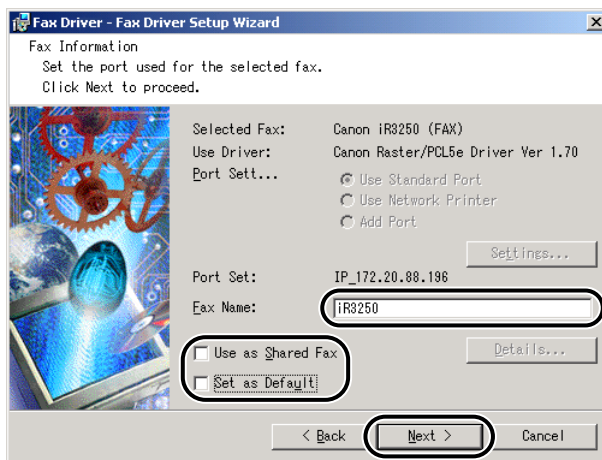 Fax Driver - Fax Driver Setup Wizard
Fax Information
Set the port used for the selected fax.
Click Next to proceed.
Selected Fax: Canon iR3250 (FAX)
Use Driver: Canon Raster/PCL5e Driver Ver 1.70
Port Sett... Use Standard Port
Use Network Printer
Add Port
Settings...
Port Set: IP_172.20.88.196
Fax Name: iR3250
Use as Shared Fax Details...
Set as Default
< Back Next > Cancel